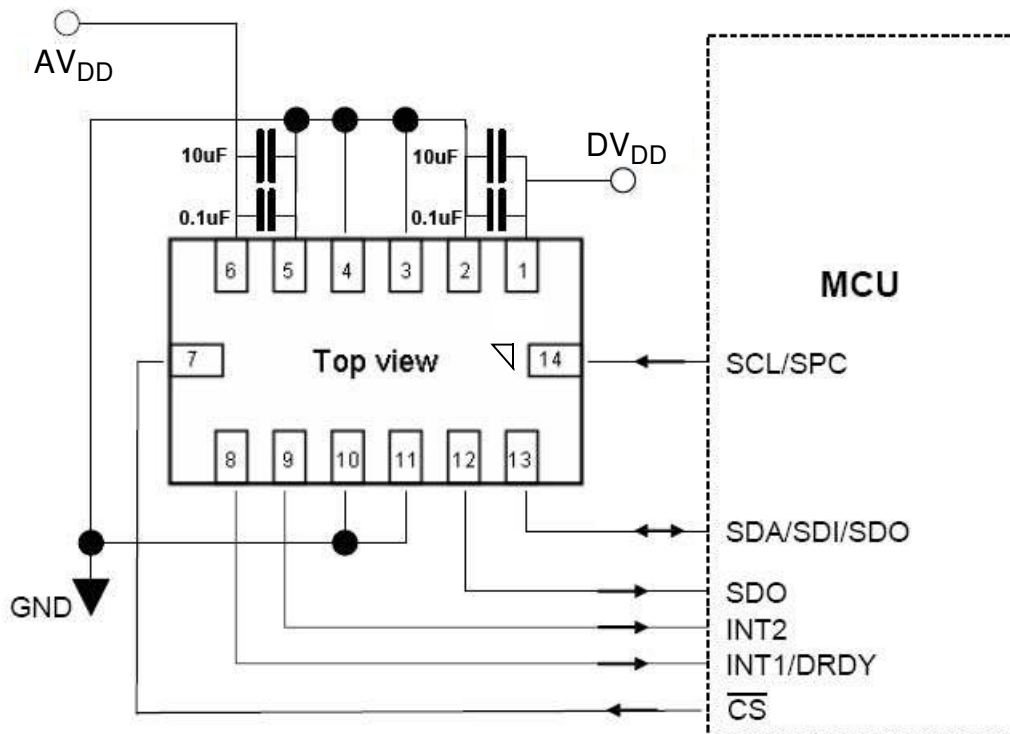 AVDD
10uF
10uF
DVDD
0.1uF
0.1uF
6 5 4 3 2 1
MCU
7
Top view
14
SCL/SPC
8 9 10 11 12 13
SDA/SDI/SDO
SDO
GND
INT2
INT1/DRDY
CS